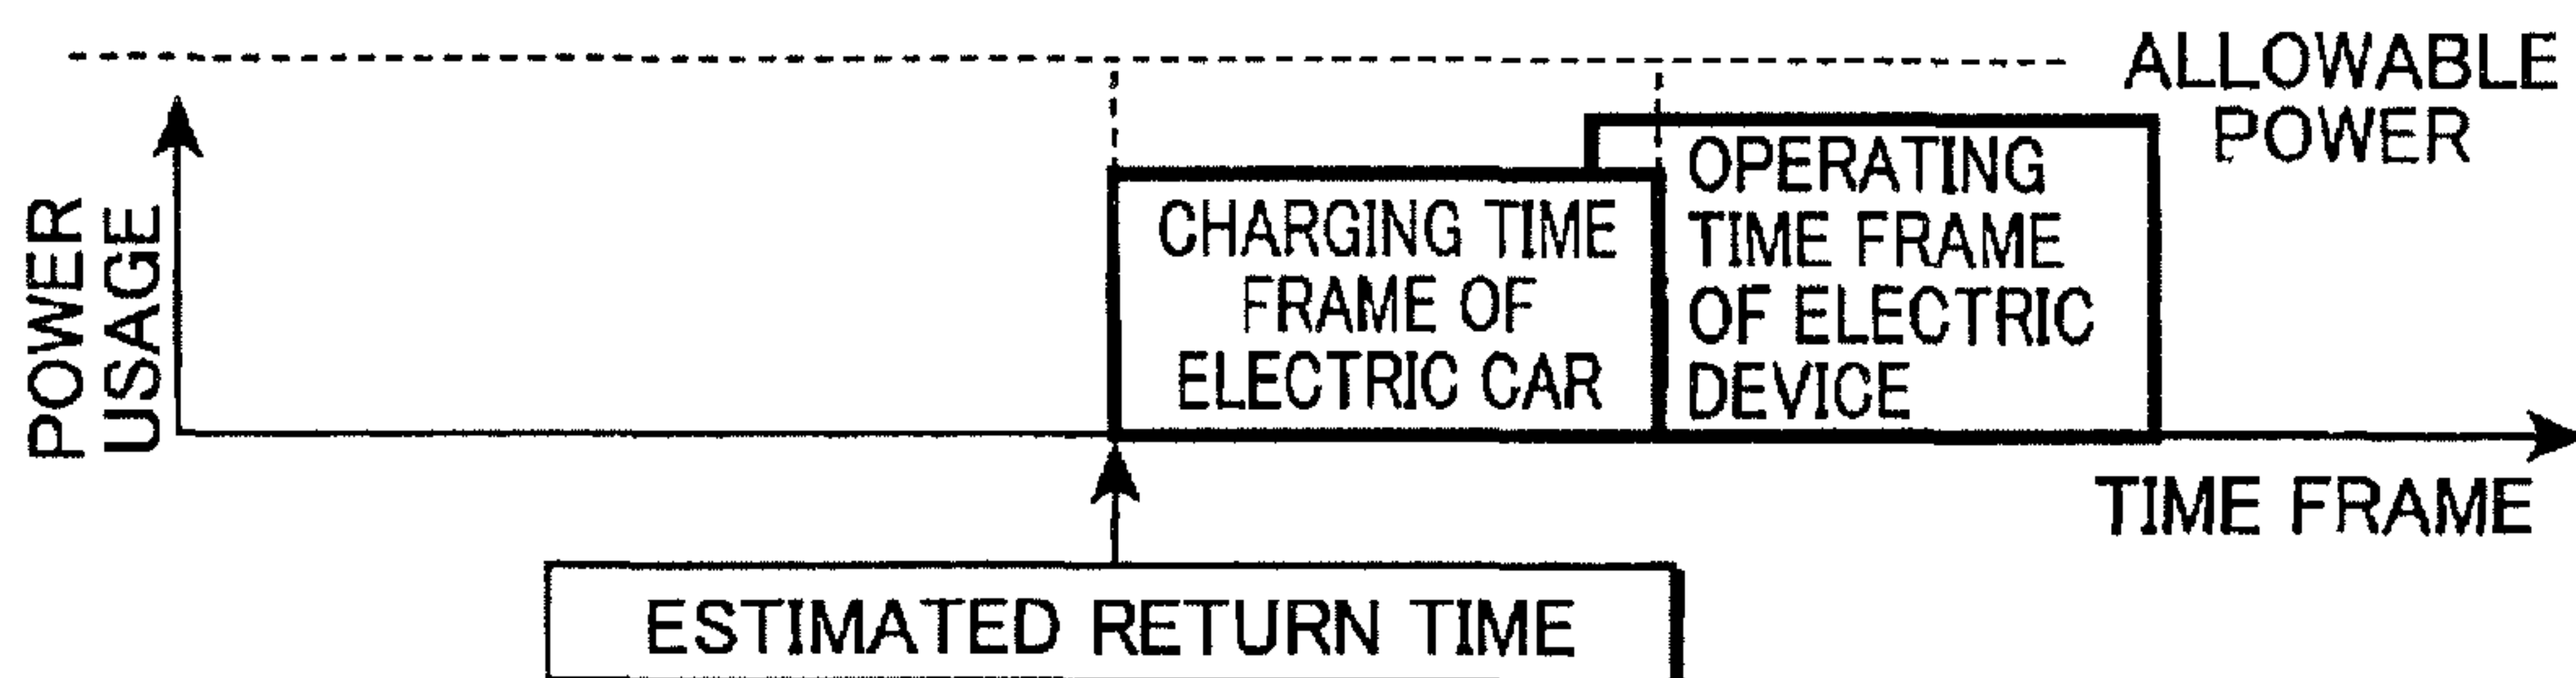 ALLOWABLE
POWER
POWER
USAGE
CHARGING TIME
FRAME OF
ELECTRIC CAR
OPERATING
TIME FRAME
OF ELECTRIC
DEVICE
TIME FRAME
ESTIMATED RETURN TIME